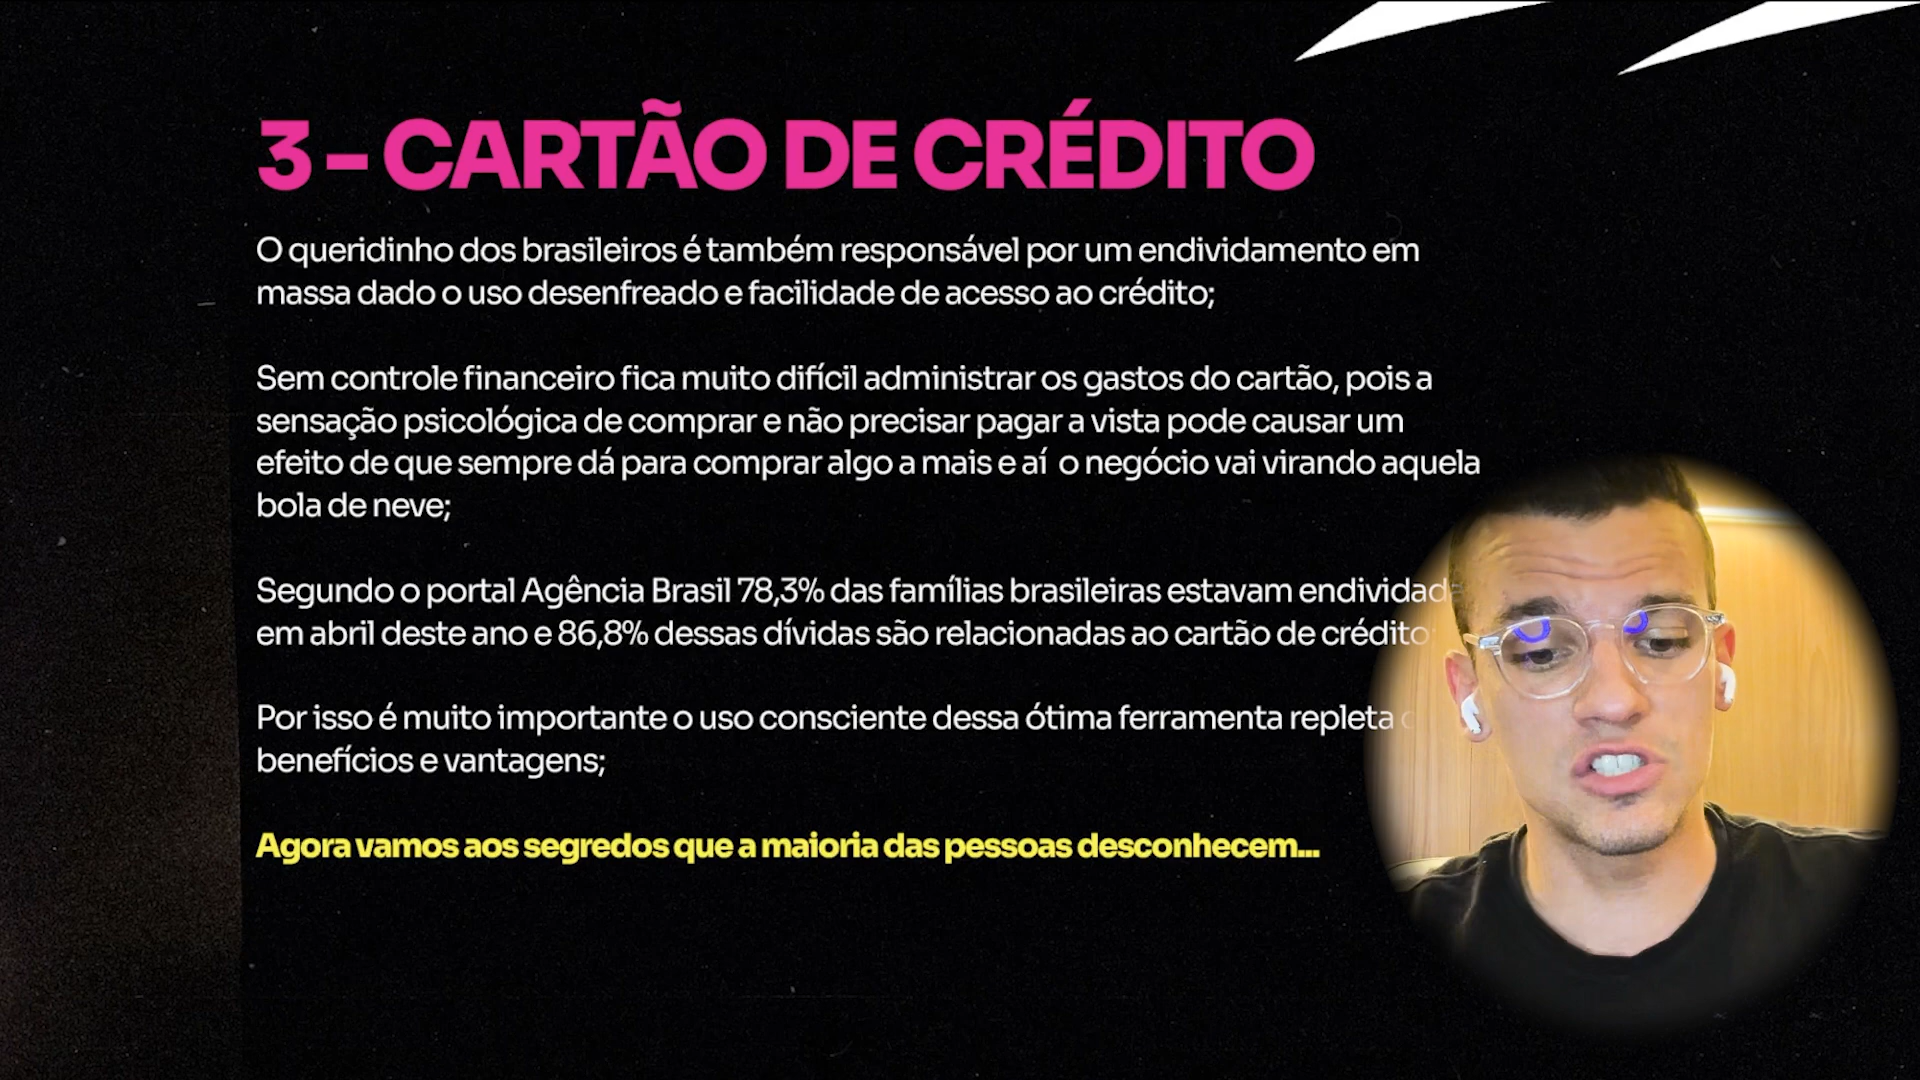 3 – CARTÃO DE CRÉDITO
O queridinho dos brasileiros é também responsável por um endividamento em
massa dado o uso desenfreado e facilidade de acesso ao crédito;
Sem controle financeiro fica muito difícil administrar os gastos do cartão, pois a
sensação psicológica de comprar e não precisar pagar a vista pode causar um
efeito de que sempre dá para comprar algo a mais e aí o negócio vai virando aquela
bola de neve;
Segundo o portal Agência Brasil 78,3% das famílias brasileiras estavam
em abril deste ano e 86,8% dessas dívidas são relacionadas ao cartão de crédito
Por isso é muito importante o uso consciente dessa ótima ferramenta repleta
benefícios e vantagens;
Agora vamos aos segredos que a maioria das pessoas desconhecem...